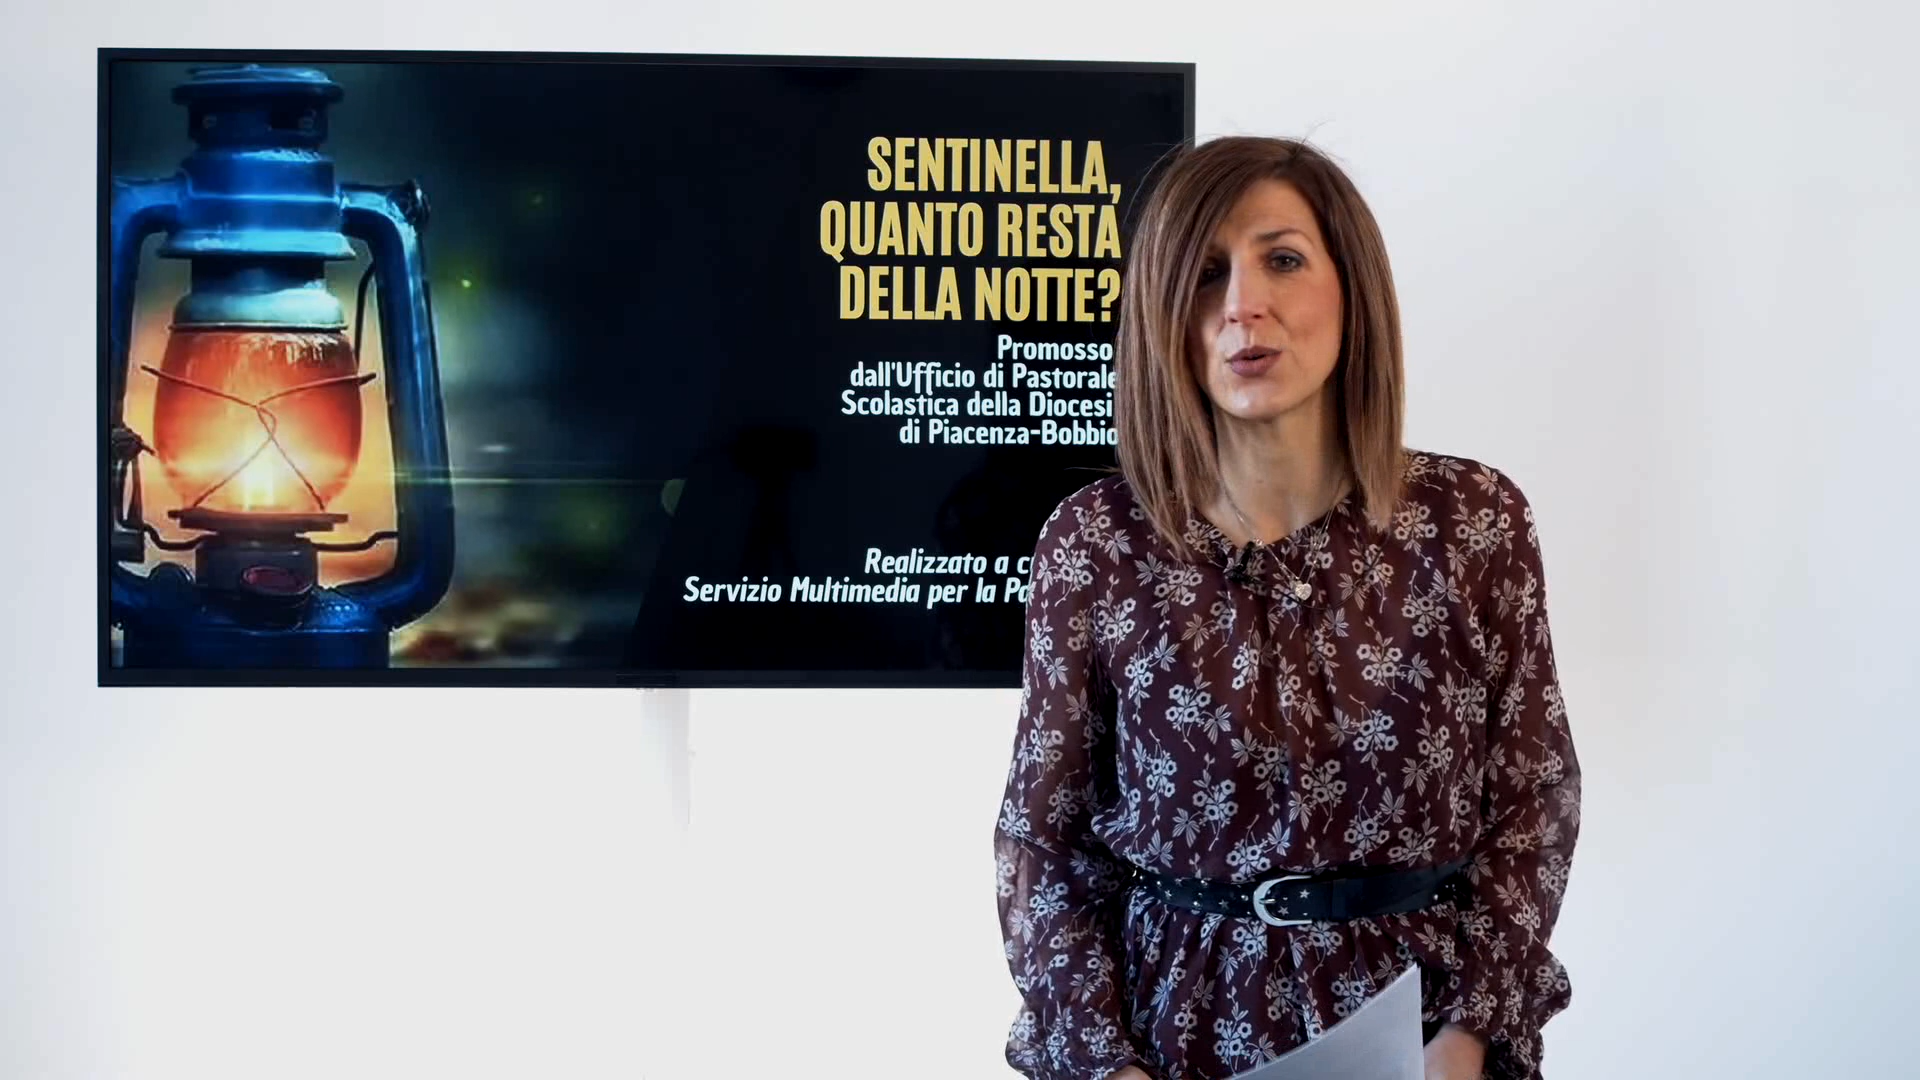 SENTINELLA,
QUANTO RESTA
DELLA NOTTE?
Promosso
dall'Ufficio di Pastorale
Scolastica della Diocesi
di Piacenza-Bobbio
Realizzato a
Servizio Multimedia per la